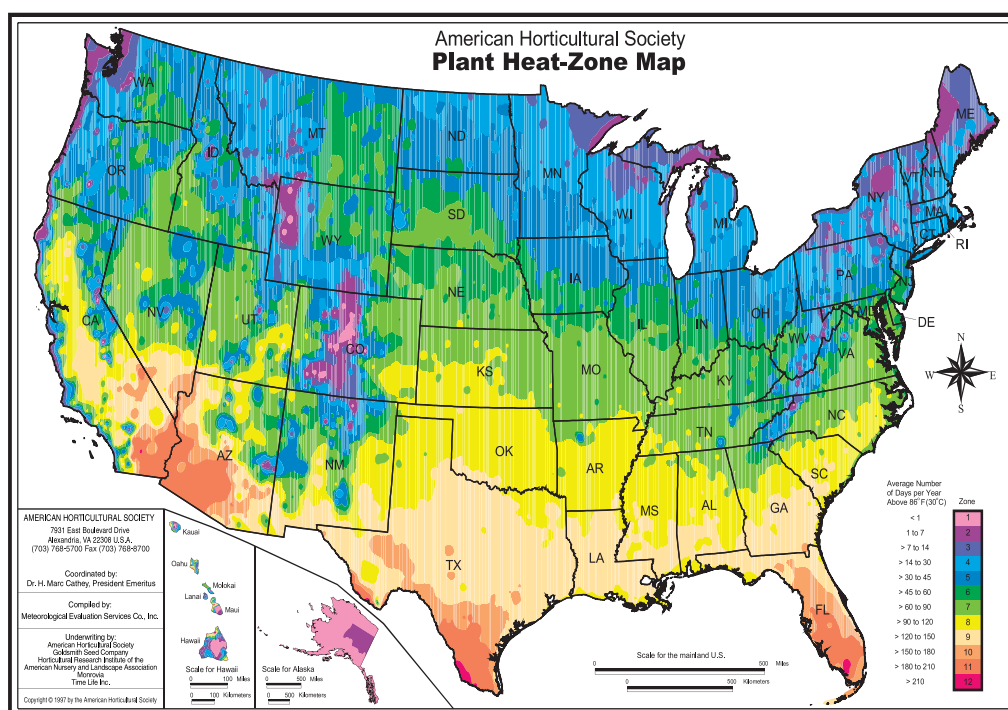 American Horticultural Society
Plant Heat-Zone Map
WA
MT
ND
MN
ME
OR
ID
SD
WI
MI
NY
VT
NH
MA
CT
RI
WY
IA
PA
NJ
NE
IL
IN
OH
MD
DE
CA
NV
UT
CO
KS
MO
WV
VA
KY
AZ
NM
OK
AR
TN
NC
SC
TX
LA
MS
AL
GA
FL
N
W
E
S
AMERICAN HORTICULTURAL SOCIETY
7931 East Boulevard Drive
Alexandria, VA 22308 U.S.A.
(703) 768-5700 Fax (703) 768-8700
Coordinated by:
Dr. H. Marc Cathey, President Emeritus
Compiled by:
Meteorological Evaluation Services Co., Inc.
Underwriting by:
American Horticultural Society
Goldsmith Seed Company
Horticultural Research Institute of the
American Nursery and Landscape Association
Monrovia
Time Life Inc.
Copyright © 1997 by the American Horticultural Society
Kauai
Oahu
Molokai
Lanai
Maui
Hawaii
Scale for Hawaii
0 100 Miles
0 100 Kilometers
Scale for Alaska
0 500 Miles
0 500 Kilometers
Scale for the mainland U.S.
0 500 Miles
0 500 Kilometers
Average Number
of Days per Year
Above 86°F (30°C) Zone
< 1 1
1 to 7 2
> 7 to 14 3
> 14 to 30 4
> 30 to 45 5
> 45 to 60 6
> 60 to 90 7
> 90 to 120 8
> 120 to 150 9
> 150 to 180 10
> 180 to 210 11
> 210 12